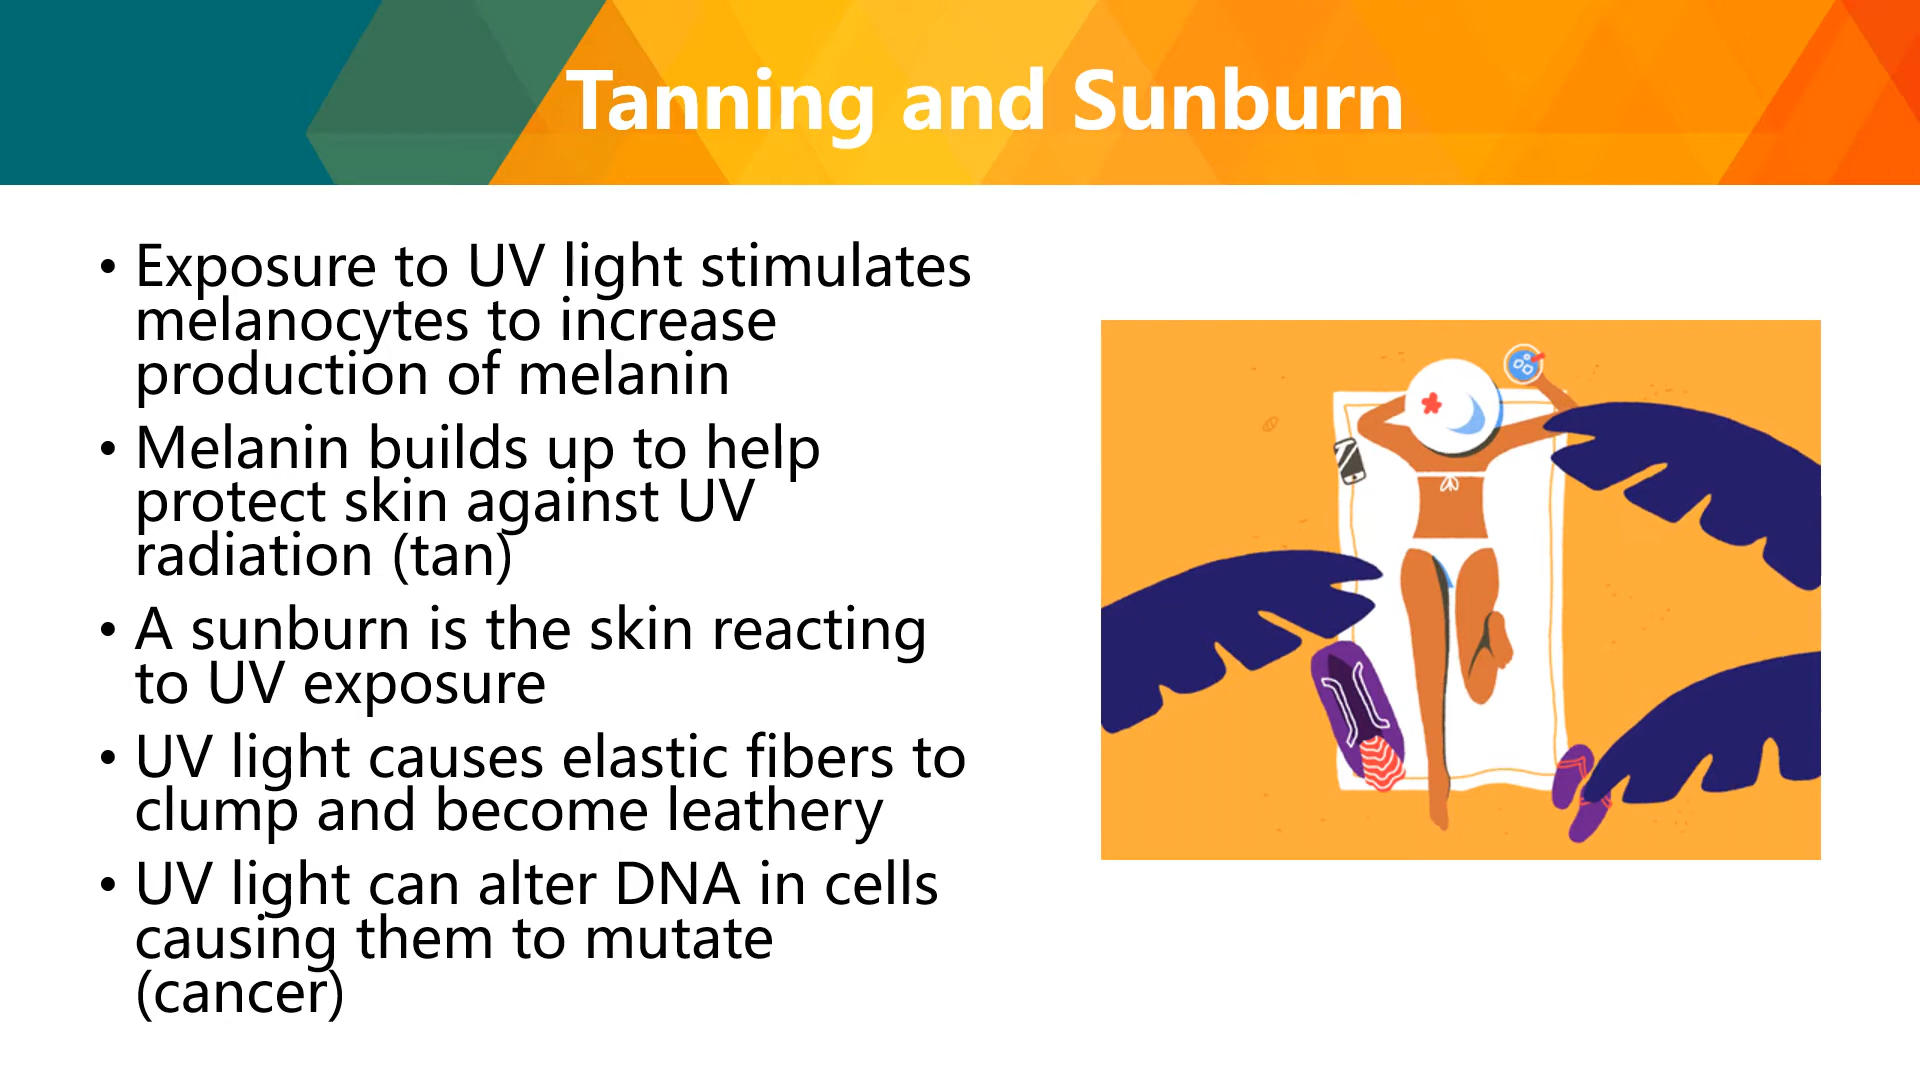 Tanning and Sunburn
• Exposure to UV light stimulates
melanocytes to increase
production of melanin
• Melanin builds up to help
protect skin against UV
radiation (tan)
• A sunburn is the skin reacting
to UV exposure
• UV light causes elastic fibers to
clump and become leathery
• UV light can alter DNA in cells
causing them to mutate
(cancer)